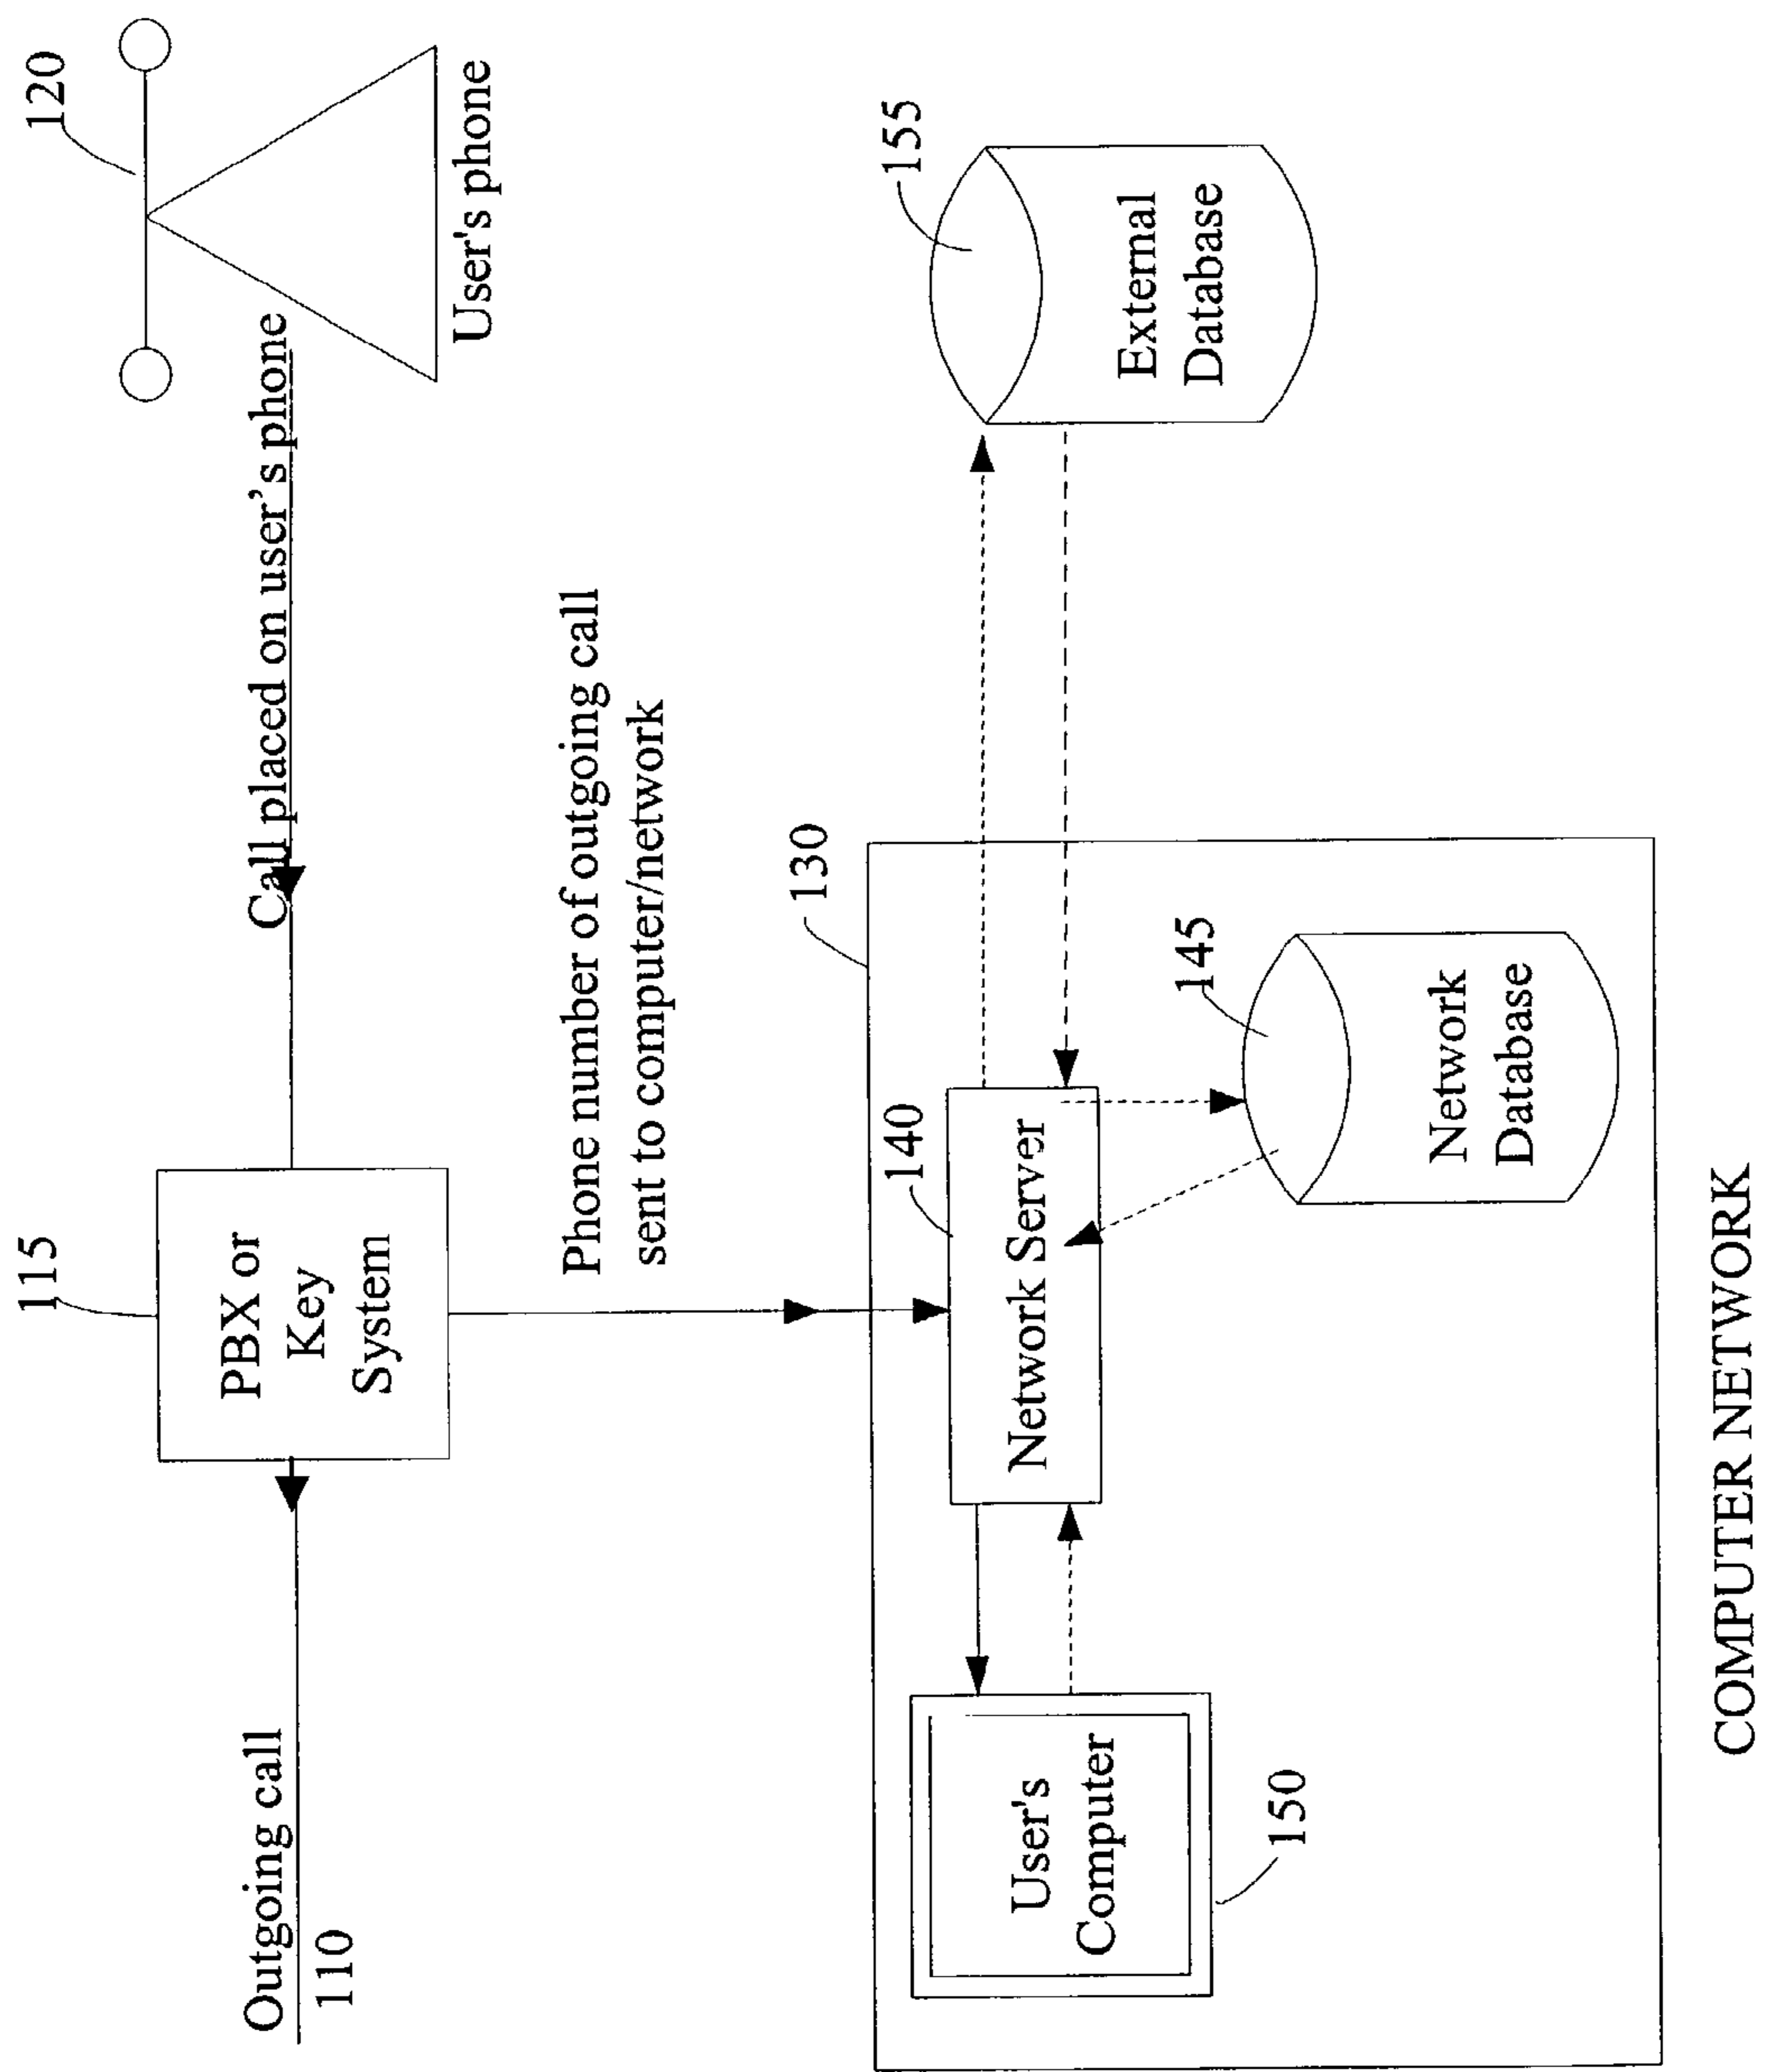 Outgoing call
110
115
PBX or
Key
System
Call placed on user's phone
120
User's phone
Phone number of outgoing call
sent to computer/network
130
User's
Computer
150
140
Network Server
145
Network
Database
155
External
Database
COMPUTER NETWORK